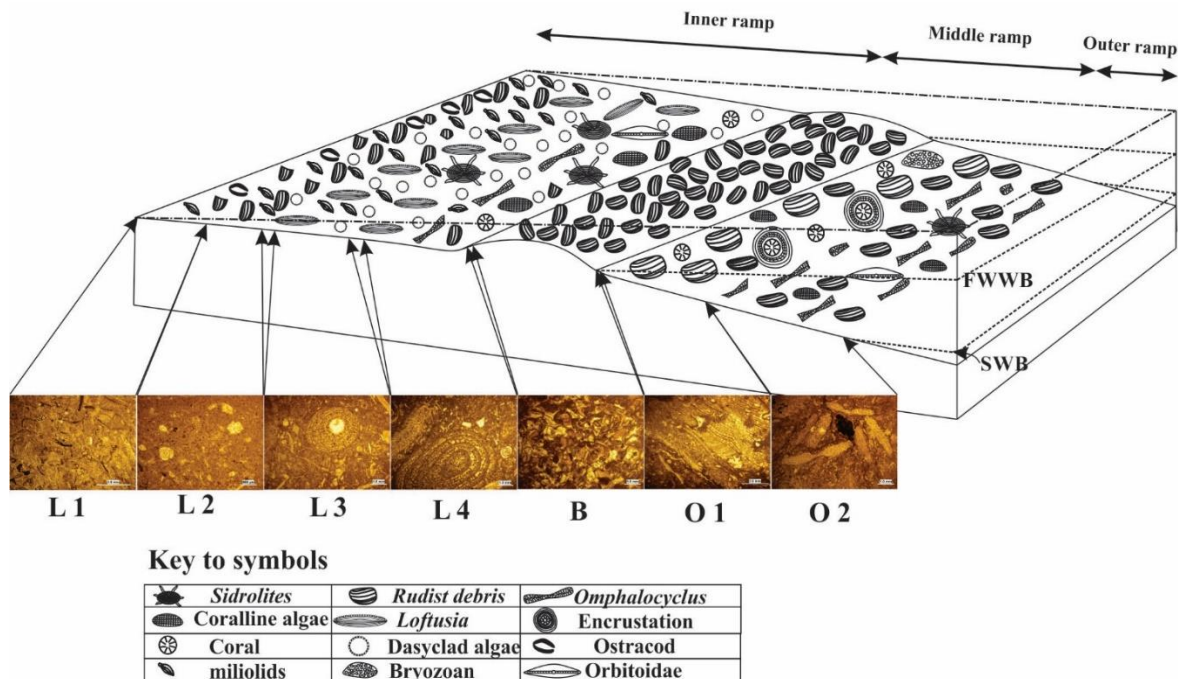 Inner ramp
Middle ramp
Outer ramp
FWWB
SWB
L 1
L 2
L 3
L 4
B
O 1
O 2
Key to symbols
Sidrolites
Rudist debris
Omphalocyclus
Coralline algae
Loftusia
Encrustation
Coral
Dasyclad algae
Ostracod
miliolids
Bryozoan
Orbitoidae